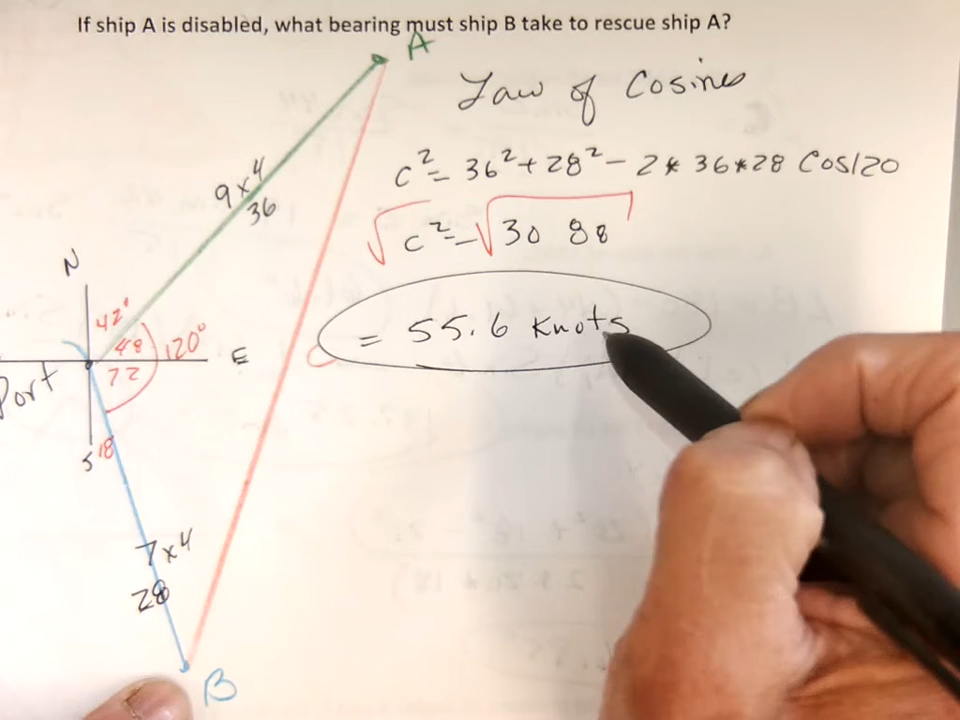 If ship A is disabled, what bearing must ship B take to rescue ship A?
A
Law of Cosines
c² = 36² + 28² - 2 * 36 * 28 Cos 120
9 x 4
36
√c² = √3088
N
42°
48
120°
E
= 55.6 Knots
72
Port
S
18
7 x 4
28
B